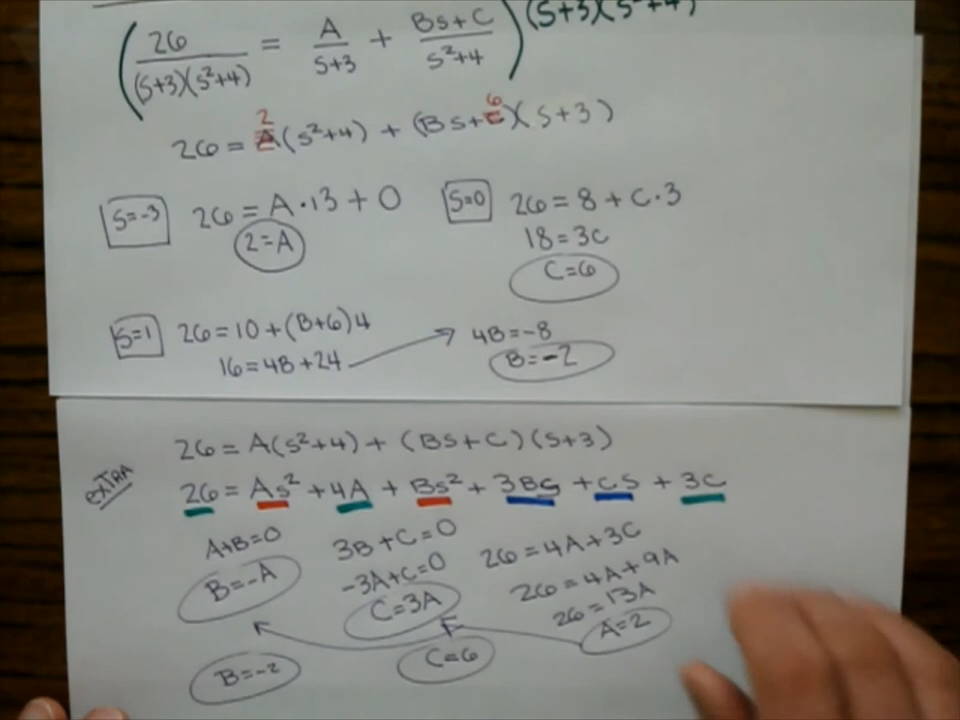 (26/((S+3)(S²+4)) = A/(S+3) + (BS+C)/(S²+4)) (S+3)(S²+4)
26 = A(S²+4) + (BS+C)(S+3)
2 6
S=-3 26 = A·13 + 0
2=A
S=0 26 = 8 + C·3
18 = 3C
C=6
S=1 26 = 10 + (B+6)4
16 = 4B + 24
4B = -8
B = -2
26 = A(S²+4) + (BS+C)(S+3)
extra
26 = AS² + 4A + BS² + 3BS + CS + 3C
A+B=0
B=-A
3B+C=0
-3A+C=0
C=3A
26=4A+3C
26=4A+9A
26=13A
A=2
C=6
B=-2